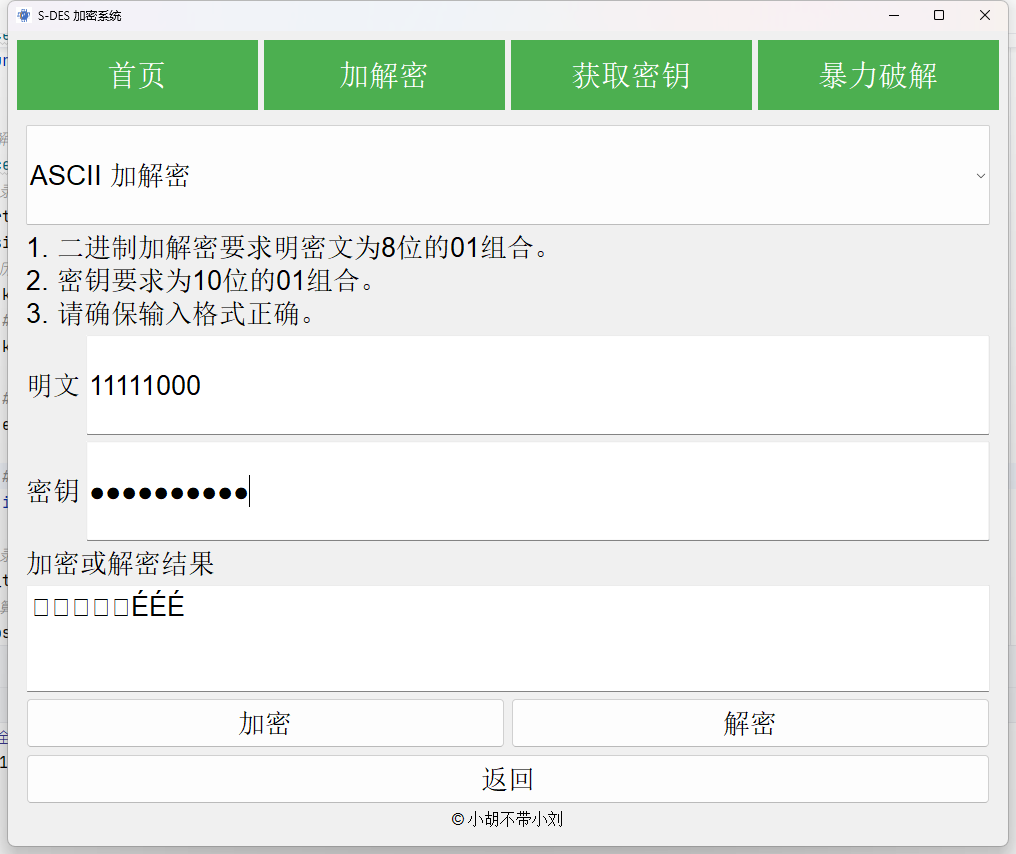 S-DES 加密系统
首页 加解密 获取密钥 暴力破解
ASCII 加解密
1. 二进制加解密要求明密文为8位的01组合。
2. 密钥要求为10位的01组合。
3. 请确保输入格式正确。
明文 11111000
密钥 ●●●●●●●●●●
加密或解密结果
□□□□□ÉÉÉ
加密 解密
返回
© 小胡不带小刘